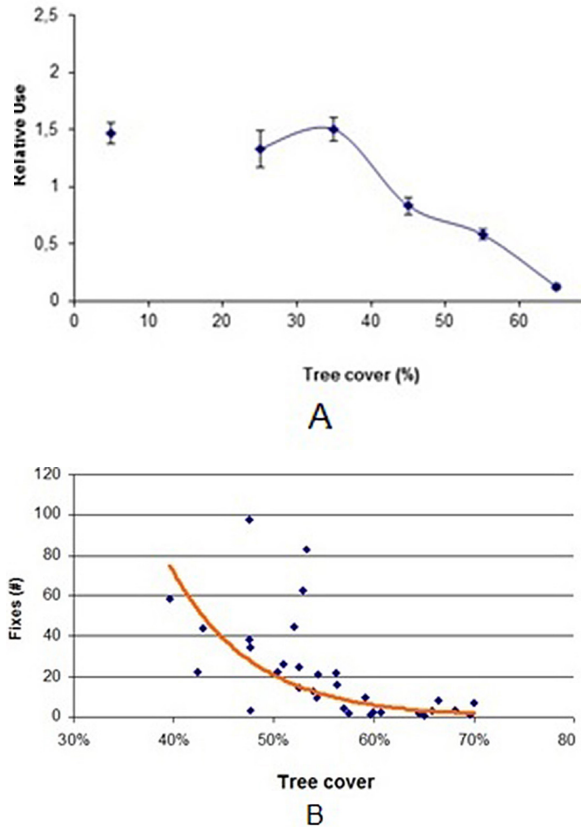 2,5
2
1,5
1
0,5
0
Relative Use
0 10 20 30 40 50 60
Tree cover (%)
A
120
100
80
60
40
20
0
Fixes (#)
30% 40% 50% 60% 70% 80
Tree cover
B